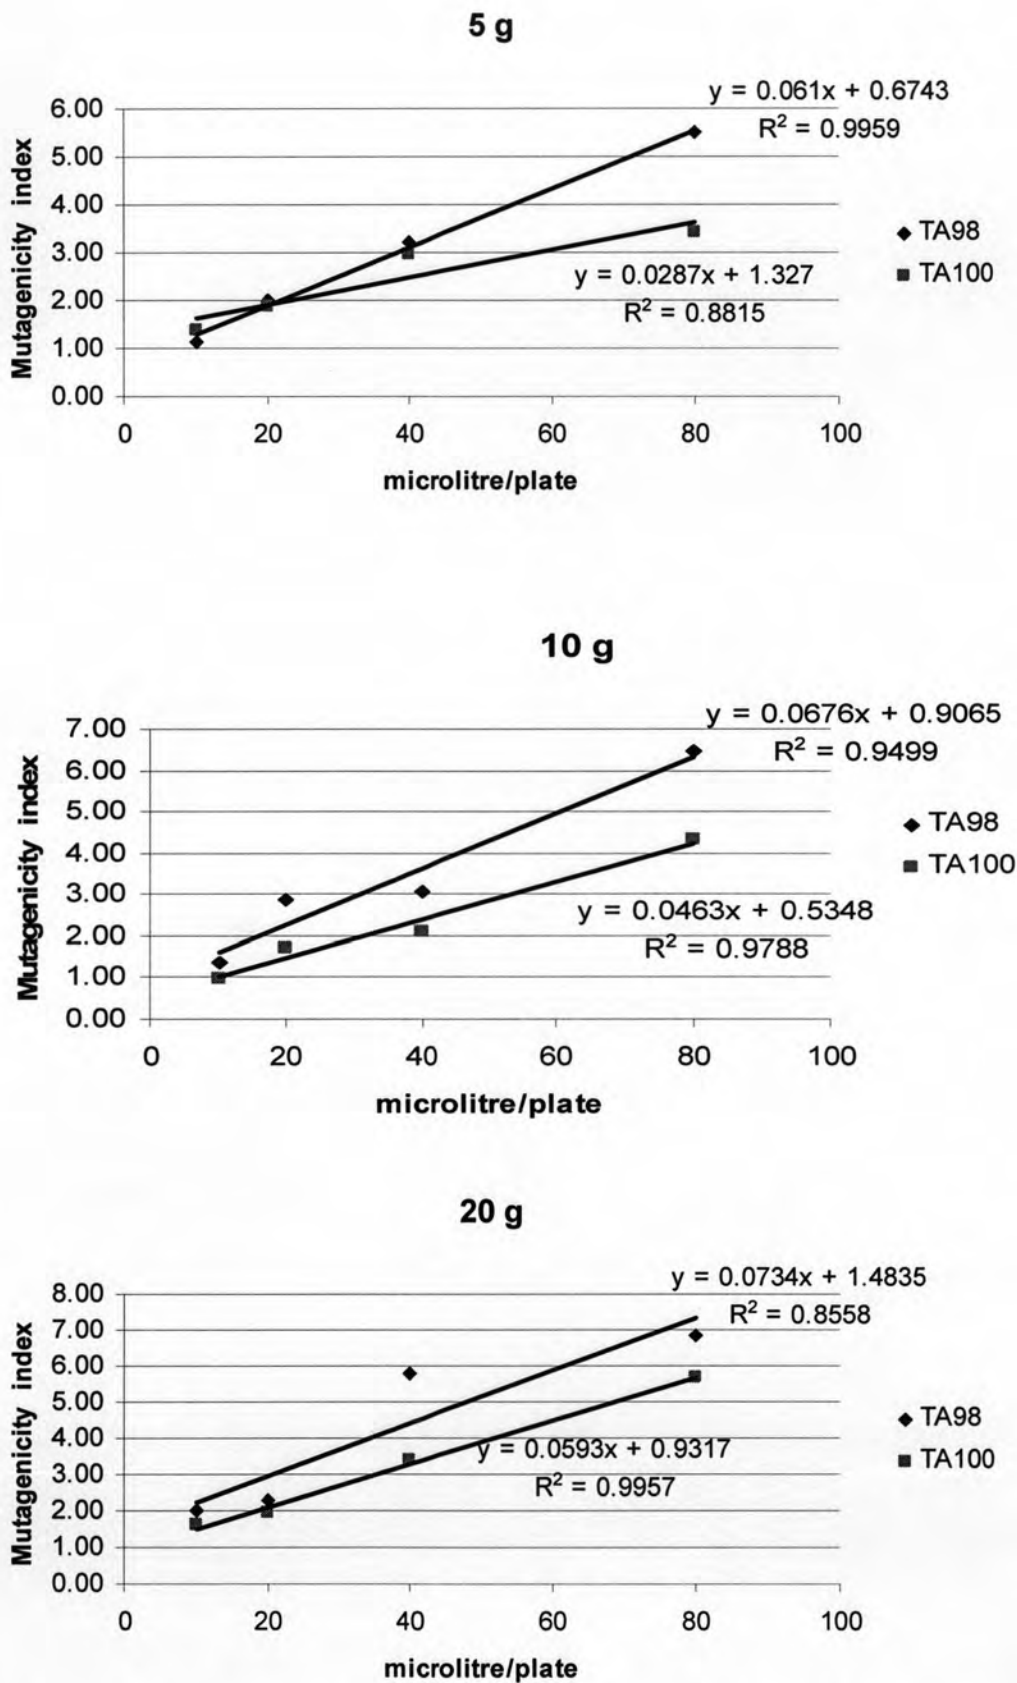 5 g
y = 0.061x + 0.6743
R² = 0.9959
6.00
5.00
4.00
3.00
2.00
1.00
0.00
Mutagenicity index
y = 0.0287x + 1.327
R² = 0.8815
TA98
TA100
0 20 40 60 80 100
microlitre/plate
10 g
y = 0.0676x + 0.9065
R² = 0.9499
7.00
6.00
5.00
4.00
3.00
2.00
1.00
0.00
Mutagenicity index
y = 0.0463x + 0.5348
R² = 0.9788
TA98
TA100
0 20 40 60 80 100
microlitre/plate
20 g
y = 0.0734x + 1.4835
R² = 0.8558
8.00
7.00
6.00
5.00
4.00
3.00
2.00
1.00
0.00
Mutagenicity index
y = 0.0593x + 0.9317
R² = 0.9957
TA98
TA100
0 20 40 60 80 100
microlitre/plate